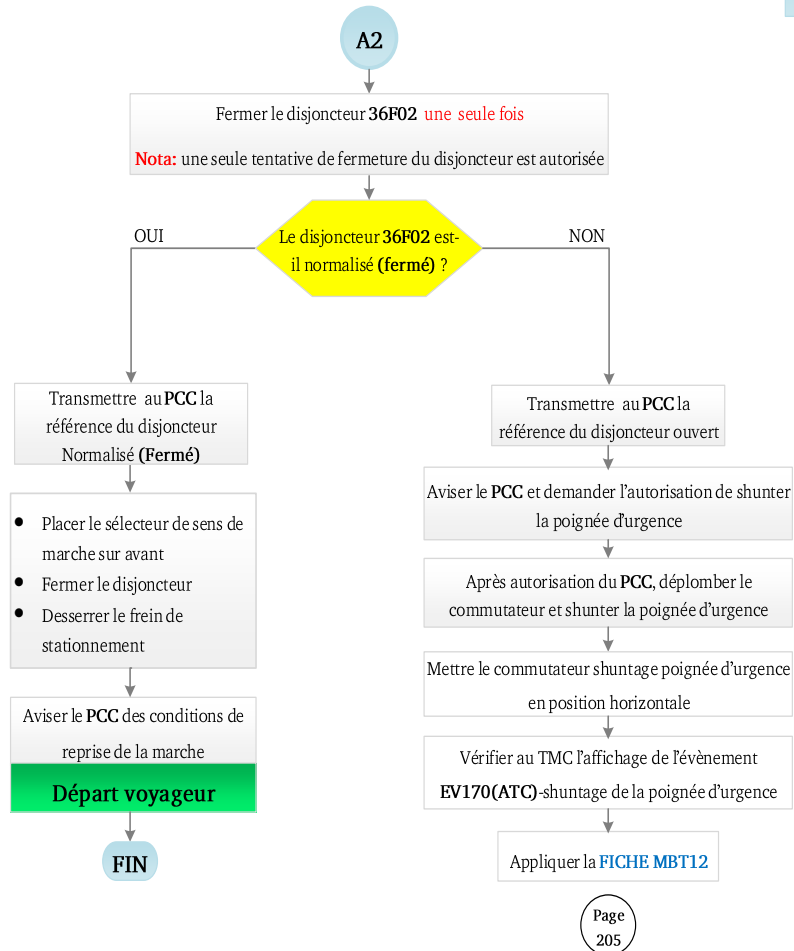 A2
Fermer le disjoncteur 36F02 une seule fois
Nota: une seule tentative de fermeture du disjoncteur est autorisée
Le disjoncteur 36F02 est-
il normalisé (fermé) ?
OUI
NON
Transmettre au PCC la
référence du disjoncteur
Normalisé (Fermé)
• Placer le sélecteur de sens de
marche sur avant
• Fermer le disjoncteur
• Desserrer le frein de
stationnement
Aviser le PCC des conditions de
reprise de la marche
Départ voyageur
FIN
Transmettre au PCC la
référence du disjoncteur ouvert
Aviser le PCC et demander l’autorisation de shunter
la poignée d’urgence
Après autorisation du PCC, déplomber le
commutateur et shunter la poignée d’urgence
Mettre le commutateur shuntage poignée d’urgence
en position horizontale
Vérifier au TMC l’affichage de l’évènement
EV170(ATC)-shuntage de la poignée d’urgence
Appliquer la FICHE MBT12
Page
205